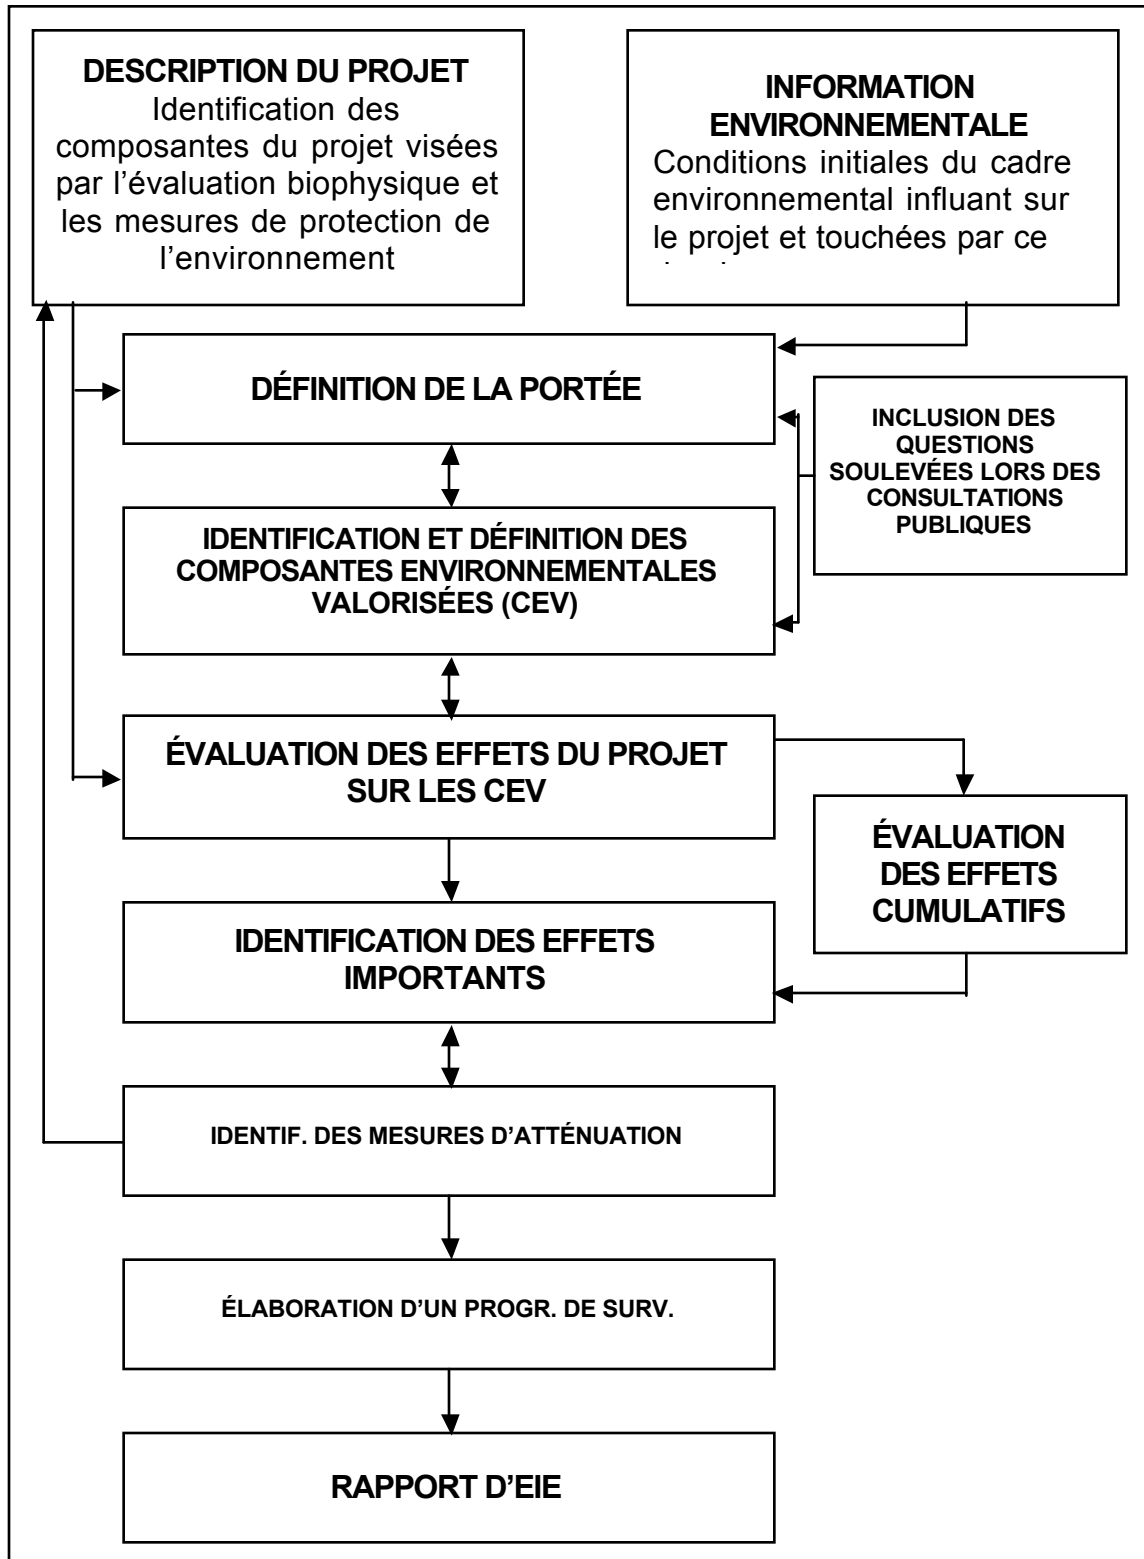 DESCRIPTION DU PROJET
Identification des
composantes du projet visées
par l’évaluation biophysique et
les mesures de protection de
l’environnement
INFORMATION
ENVIRONNEMENTALE
Conditions initiales du cadre
environnemental influant sur
le projet et touchées par ce
DÉFINITION DE LA PORTÉE
INCLUSION DES
QUESTIONS
SOULEVÉES LORS DES
CONSULTATIONS
PUBLIQUES
IDENTIFICATION ET DÉFINITION DES
COMPOSANTES ENVIRONNEMENTALES
VALORISÉES (CEV)
ÉVALUATION DES EFFETS DU PROJET
SUR LES CEV
ÉVALUATION
DES EFFETS
CUMULATIFS
IDENTIFICATION DES EFFETS
IMPORTANTS
IDENTIF. DES MESURES D’ATTÉNUATION
ÉLABORATION D’UN PROGR. DE SURV.
RAPPORT D’EIE